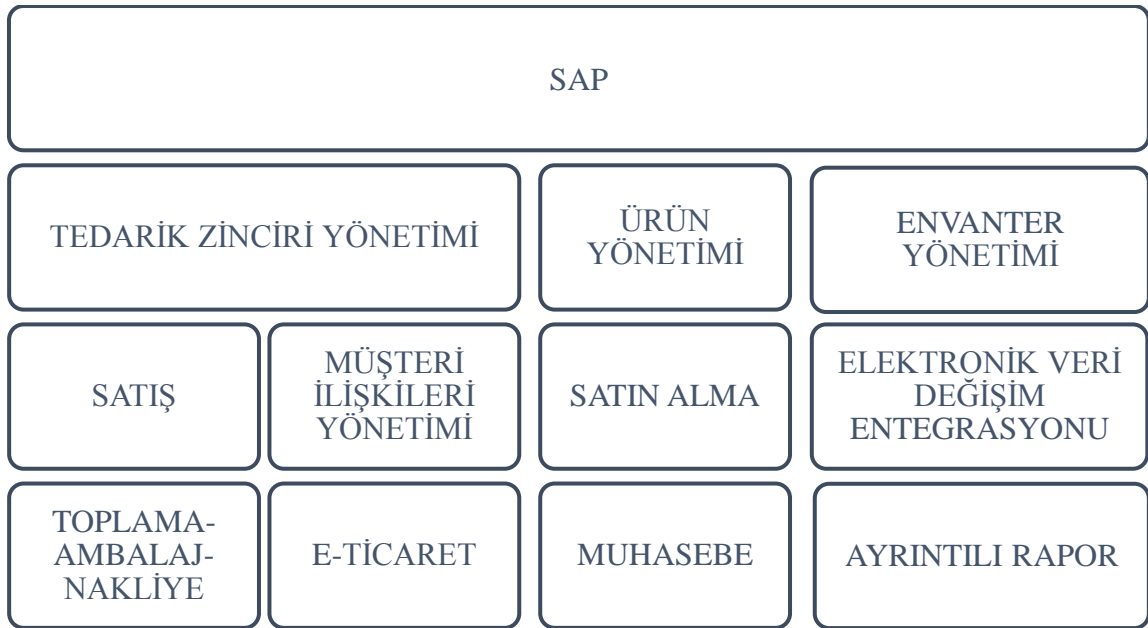 SAP
TEDARİK ZİNCİRİ YÖNETİMİ
ÜRÜN
YÖNETİMİ
ENVANTER
YÖNETİMİ
SATIŞ
MÜŞTERİ
İLİŞKİLERİ
YÖNETİMİ
SATIN ALMA
ELEKTRONİK VERİ
DEĞİŞİM
ENTEGRASYONU
TOPLAMA-
AMBALAJ-
NAKLİYE
E-TİCARET
MUHASEBE
AYRINTILI RAPOR